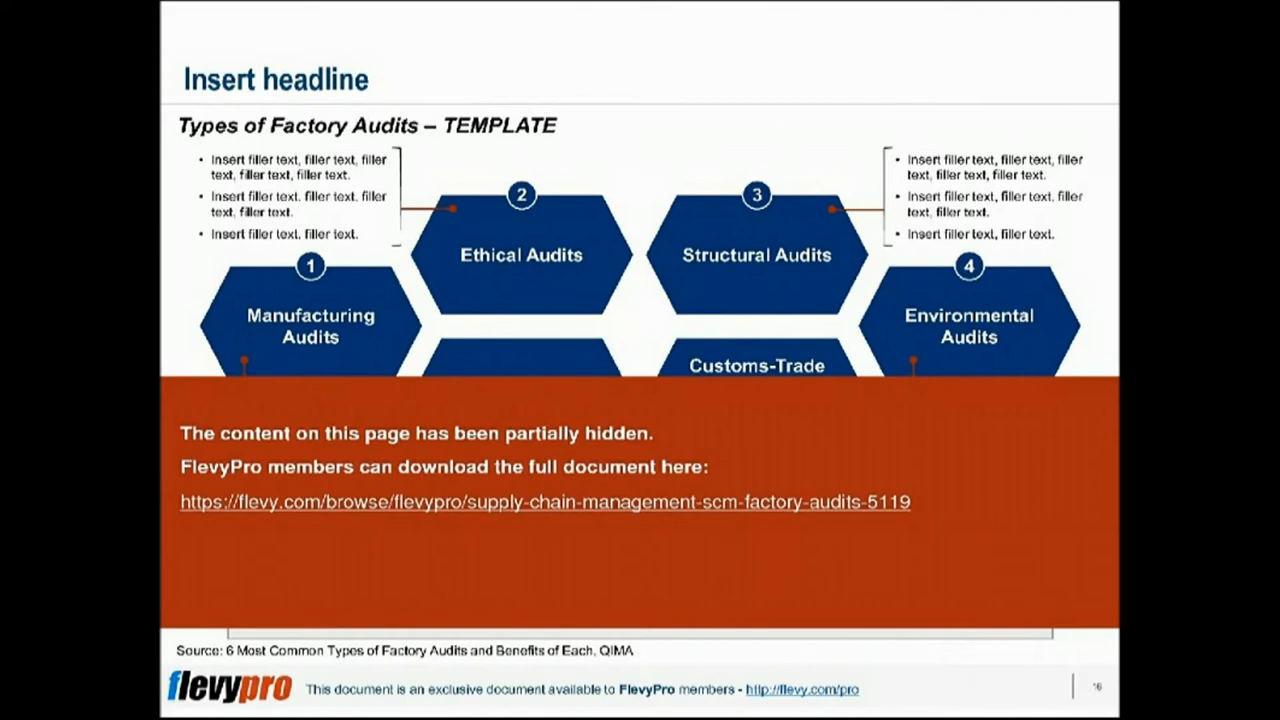 Insert headline
Types of Factory Audits – TEMPLATE
• Insert filler text, filler text, filler
text, filler text, filler text.
• Insert filler text, filler text, filler
text, filler text.
• Insert filler text, filler text.
2
Ethical Audits
3
Structural Audits
• Insert filler text, filler text, filler
text, filler text, filler text.
• Insert filler text, filler text, filler
text, filler text.
• Insert filler text, filler text.
1
Manufacturing
Audits
4
Environmental
Audits
Customs-Trade
The content on this page has been partially hidden.
FlevyPro members can download the full document here:
https://flevy.com/browse/flevypro/supply-chain-management-scm-factory-audits-5119
Source: 6 Most Common Types of Factory Audits and Benefits of Each, QIMA
flevypro
This document is an exclusive document available to FlevyPro members - http://flevy.com/pro
16